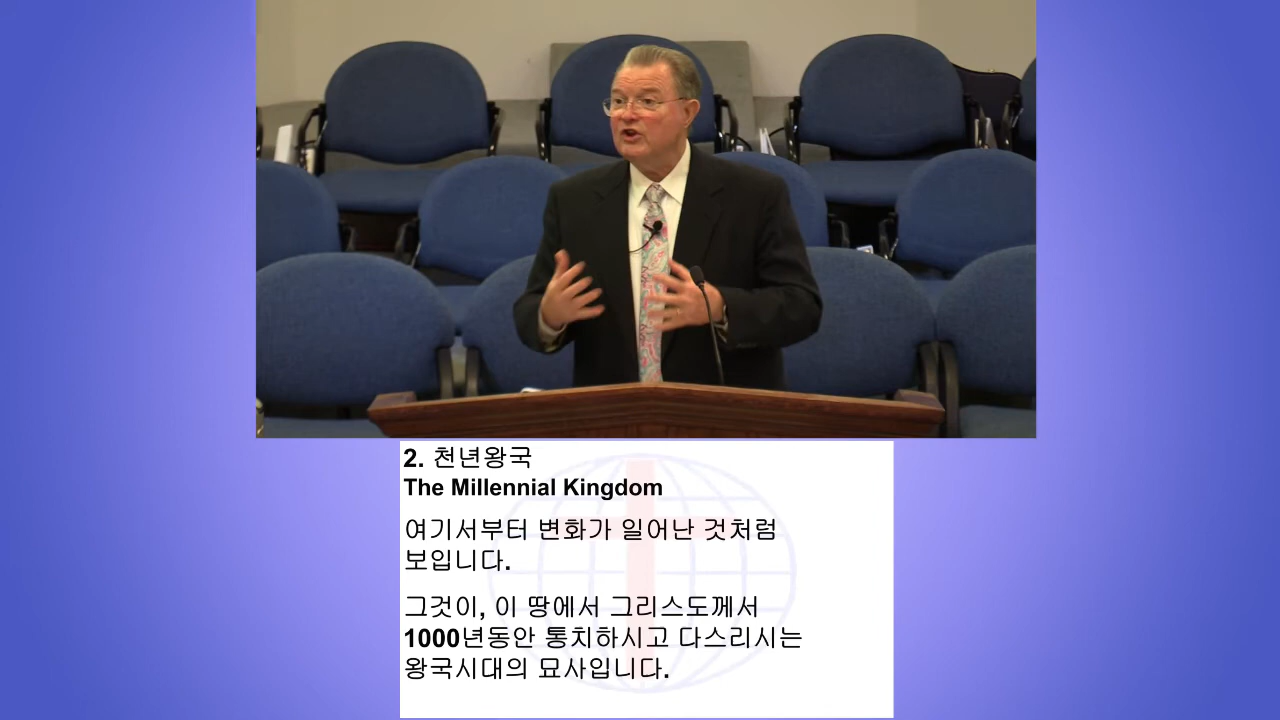 2. 천년왕국
The Millennial Kingdom
여기서부터 변화가 일어난 것처럼
보입니다.
그것이, 이 땅에서 그리스도께서
1000년동안 통치하시고 다스리시는
왕국시대의 묘사입니다.